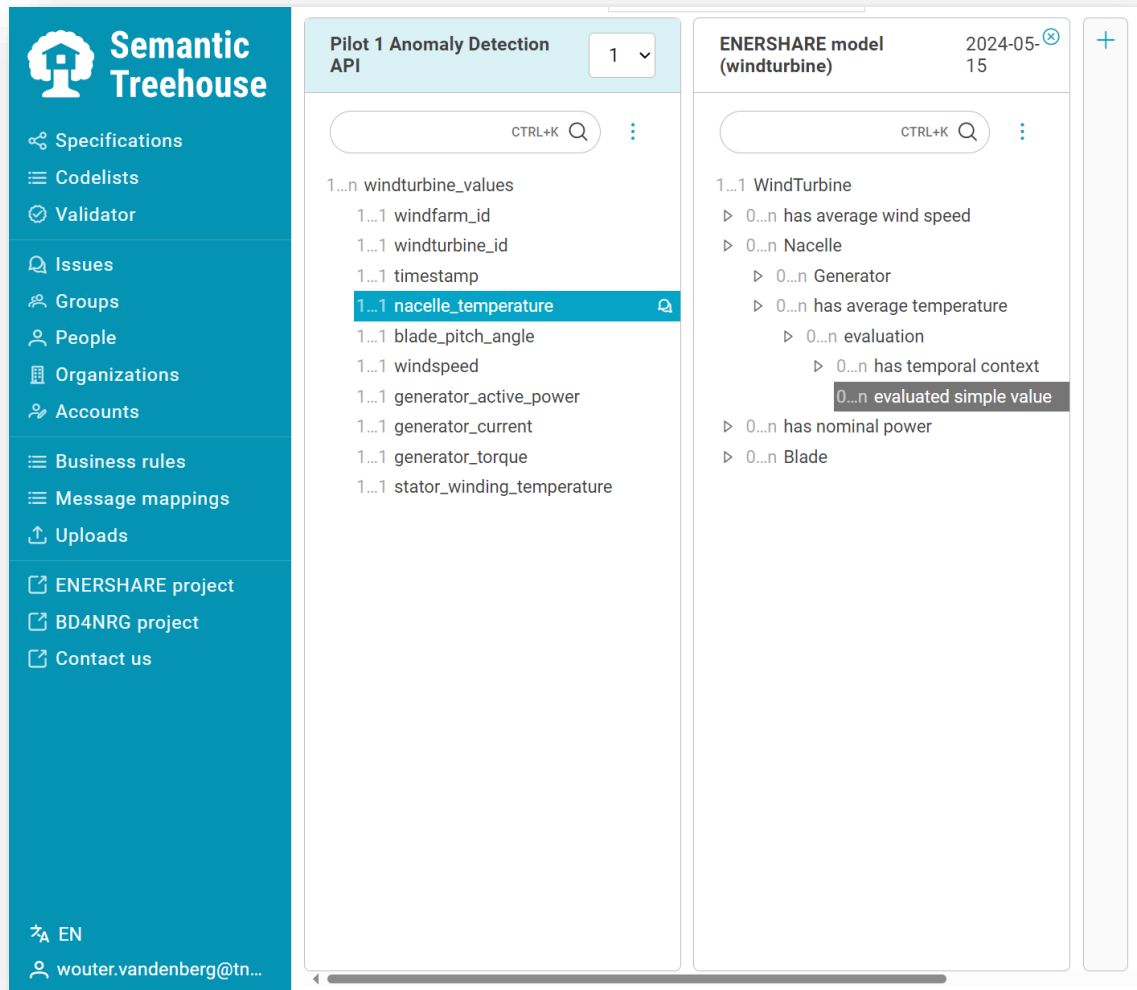 Semantic
Treehouse
Specifications
Codelists
Validator
Issues
Groups
People
Organizations
Accounts
Business rules
Message mappings
Uploads
ENERSHARE project
BD4NRG project
Contact us
EN
wouter.vandenberg@tn...
Pilot 1 Anomaly Detection
API
1
CTRL+K
1...n windturbine_values
1...1 windfarm_id
1...1 windturbine_id
1...1 timestamp
1...1 nacelle_temperature
1...1 blade_pitch_angle
1...1 windspeed
1...1 generator_active_power
1...1 generator_current
1...1 generator_torque
1...1 stator_winding_temperature
ENERSHARE model
(windturbine)
2024-05-
15
CTRL+K
1...1 WindTurbine
0...n has average wind speed
0...n Nacelle
0...n Generator
0...n has average temperature
0...n evaluation
0...n has temporal context
0...n evaluated simple value
0...n has nominal power
0...n Blade